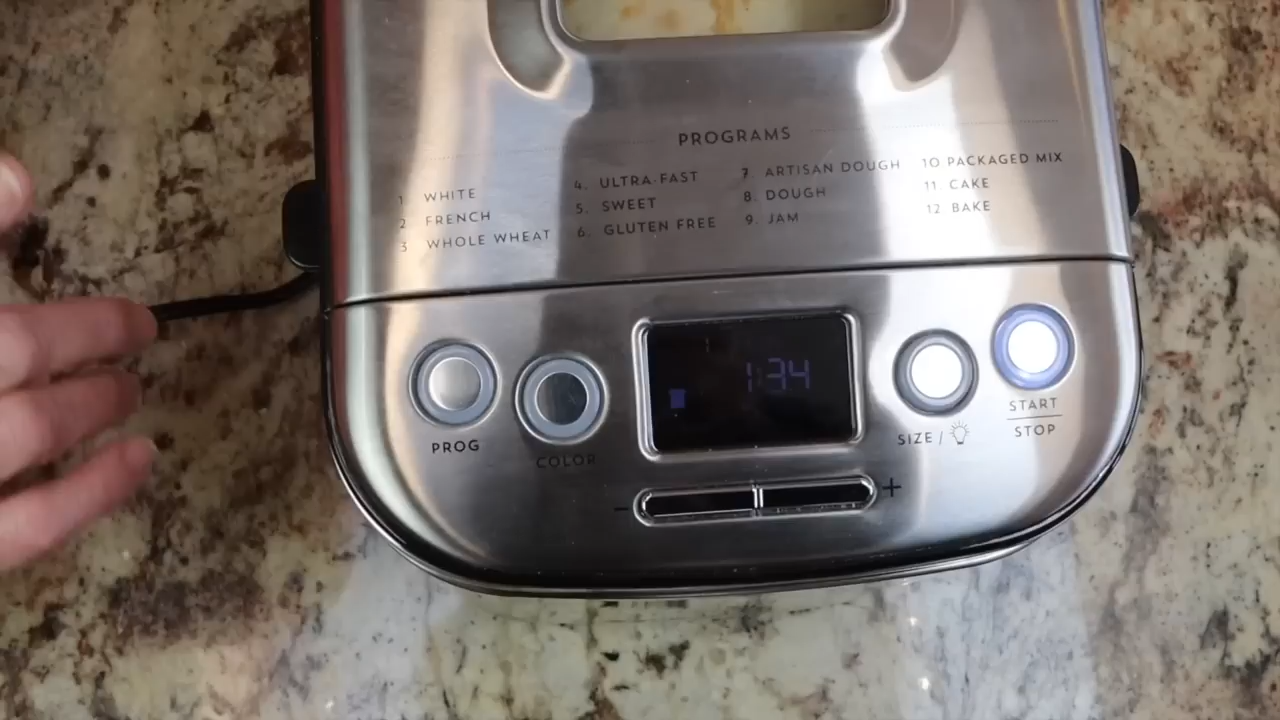 PROGRAMS
1 WHITE
2 FRENCH
3 WHOLE WHEAT
4. ULTRA-FAST
5. SWEET
6. GLUTEN FREE
7. ARTISAN DOUGH
8. DOUGH
9. JAM
10 PACKAGED MIX
11. CAKE
12 BAKE
1
1:34
PROG
COLOR
SIZE /
START
STOP
− +